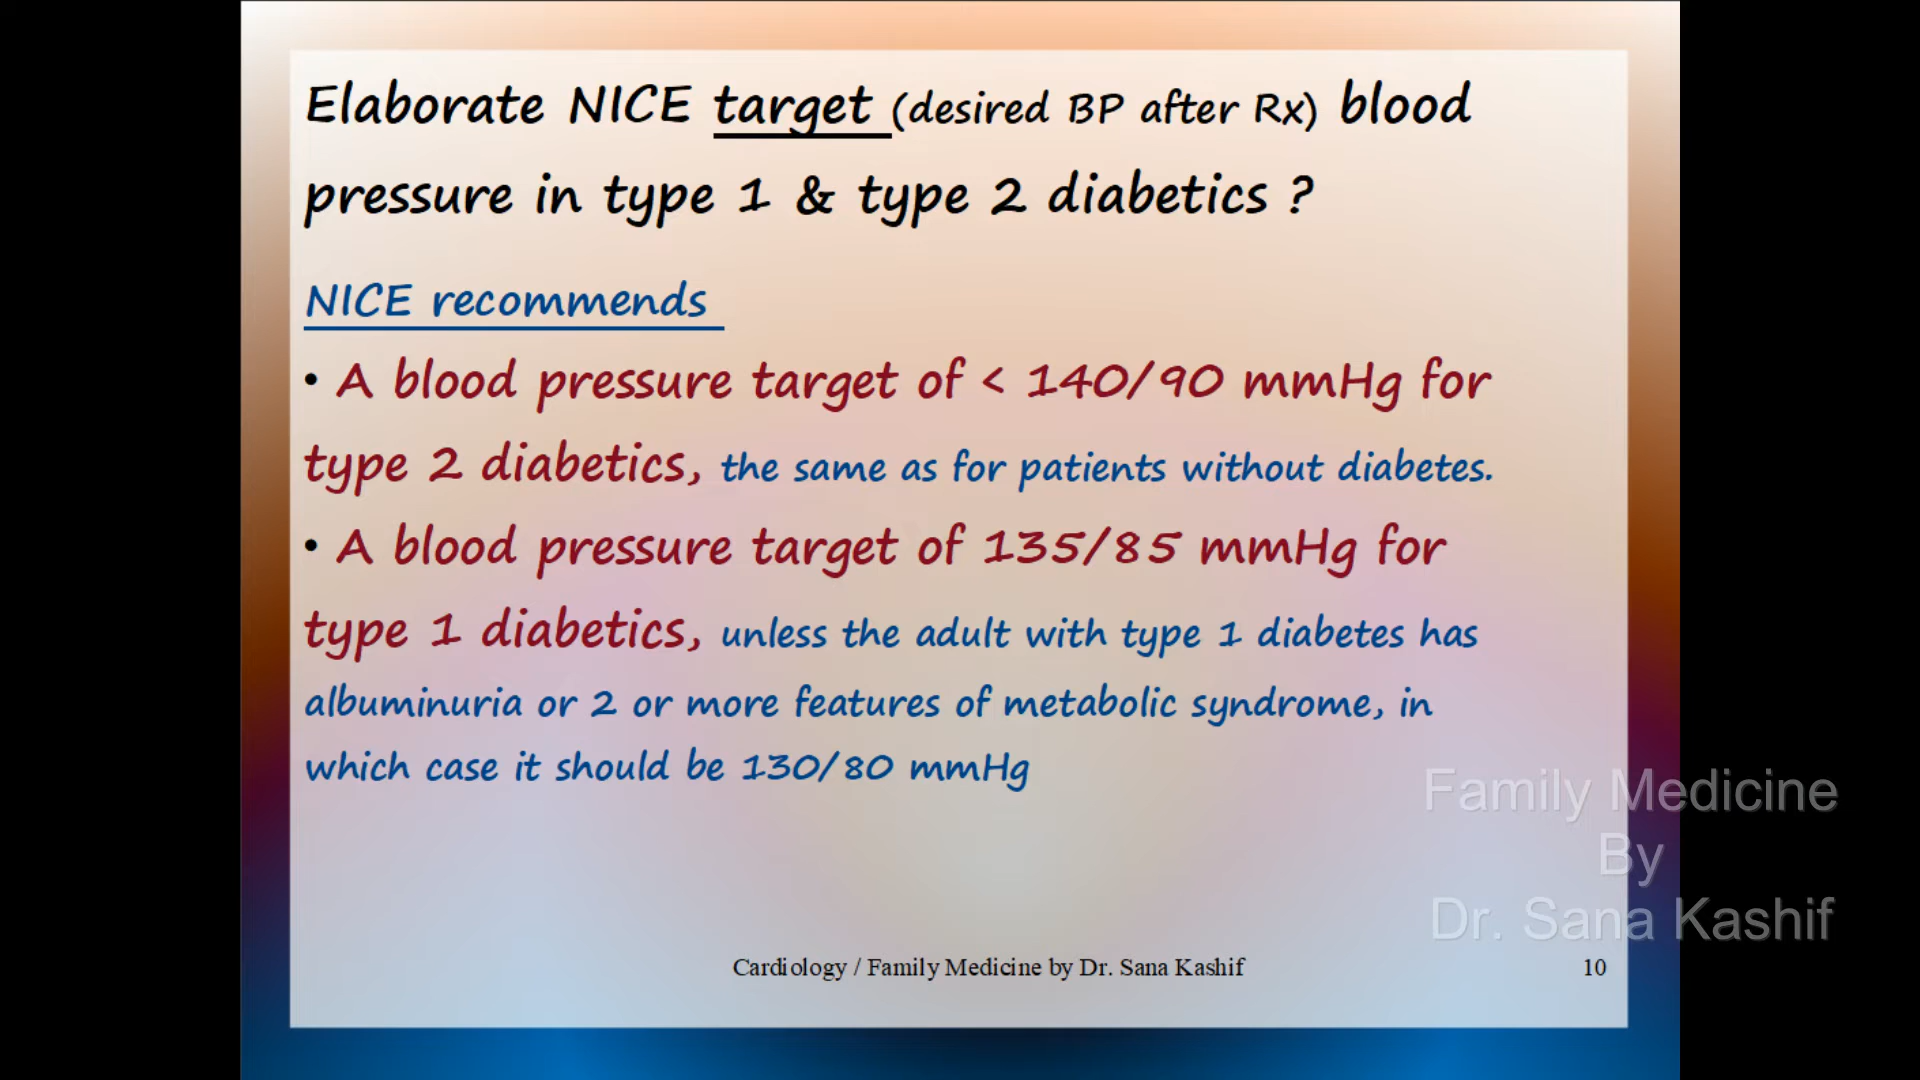 Elaborate NICE target (desired BP after Rx) blood
pressure in type 1 & type 2 diabetics ?
NICE recommends
• A blood pressure target of < 140/90 mmHg for
type 2 diabetics, the same as for patients without diabetes.
• A blood pressure target of 135/85 mmHg for
type 1 diabetics, unless the adult with type 1 diabetes has
albuminuria or 2 or more features of metabolic syndrome, in
which case it should be 130/80 mmHg
Family Medicine
By
Dr. Sana Kashif
Cardiology / Family Medicine by Dr. Sana Kashif
10